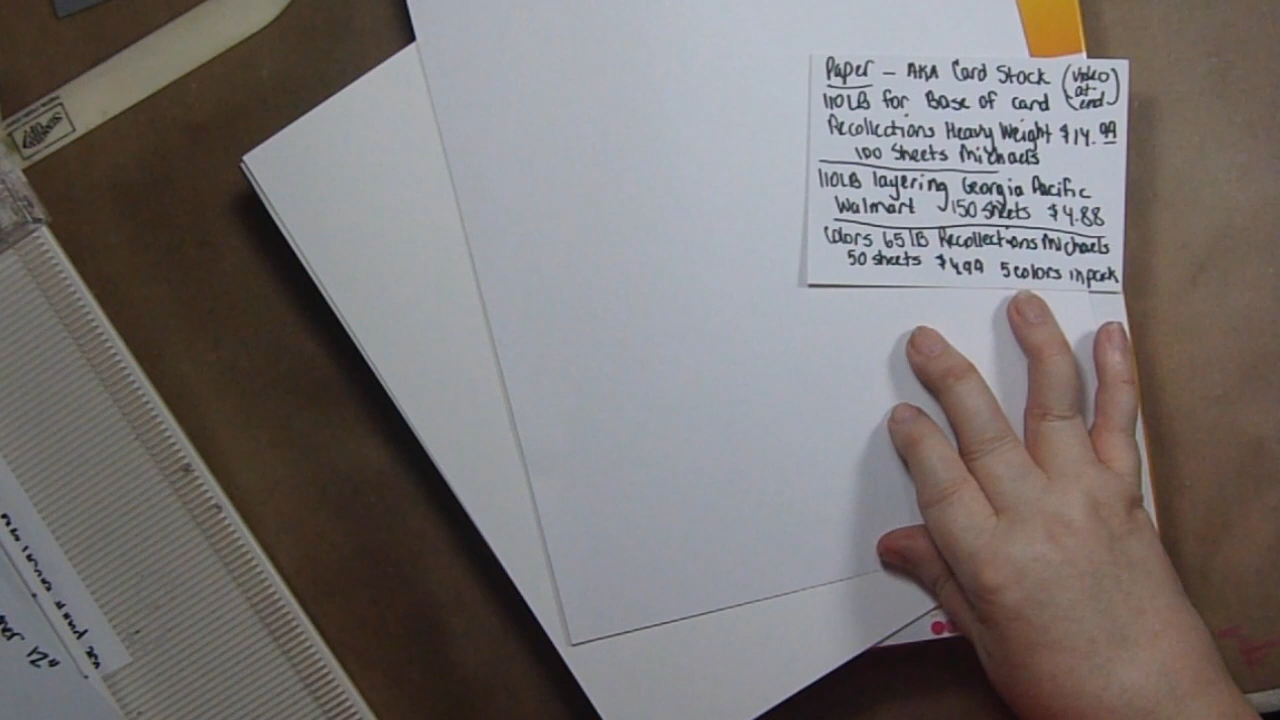 Paper - AKA Card Stock (video at end)
110LB for Base of card
Recollections Heavy Weight $14.99
100 Sheets Michaels
110LB layering Georgia Pacific
Walmart 150 sheets $4.88
Colors 65 LB Recollections Michaels
50 sheets $4.99 5 colors in pack